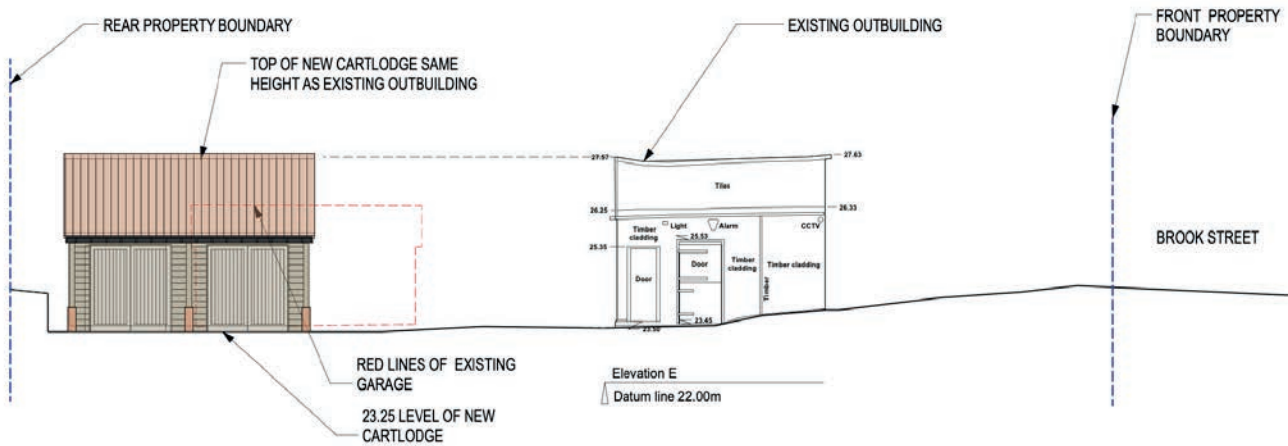 REAR PROPERTY BOUNDARY
TOP OF NEW CARTLODGE SAME
HEIGHT AS EXISTING OUTBUILDING
EXISTING OUTBUILDING
FRONT PROPERTY
BOUNDARY
27.57
27.63
Tiles
26.25
26.33
Light
Alarm
CCTV
Timber
cladding
25.53
25.35
Door
Door
Timber
cladding
Timber
Timber cladding
23.50
23.45
BROOK STREET
RED LINES OF EXISTING
GARAGE
23.25 LEVEL OF NEW
CARTLODGE
Elevation E
Datum line 22.00m